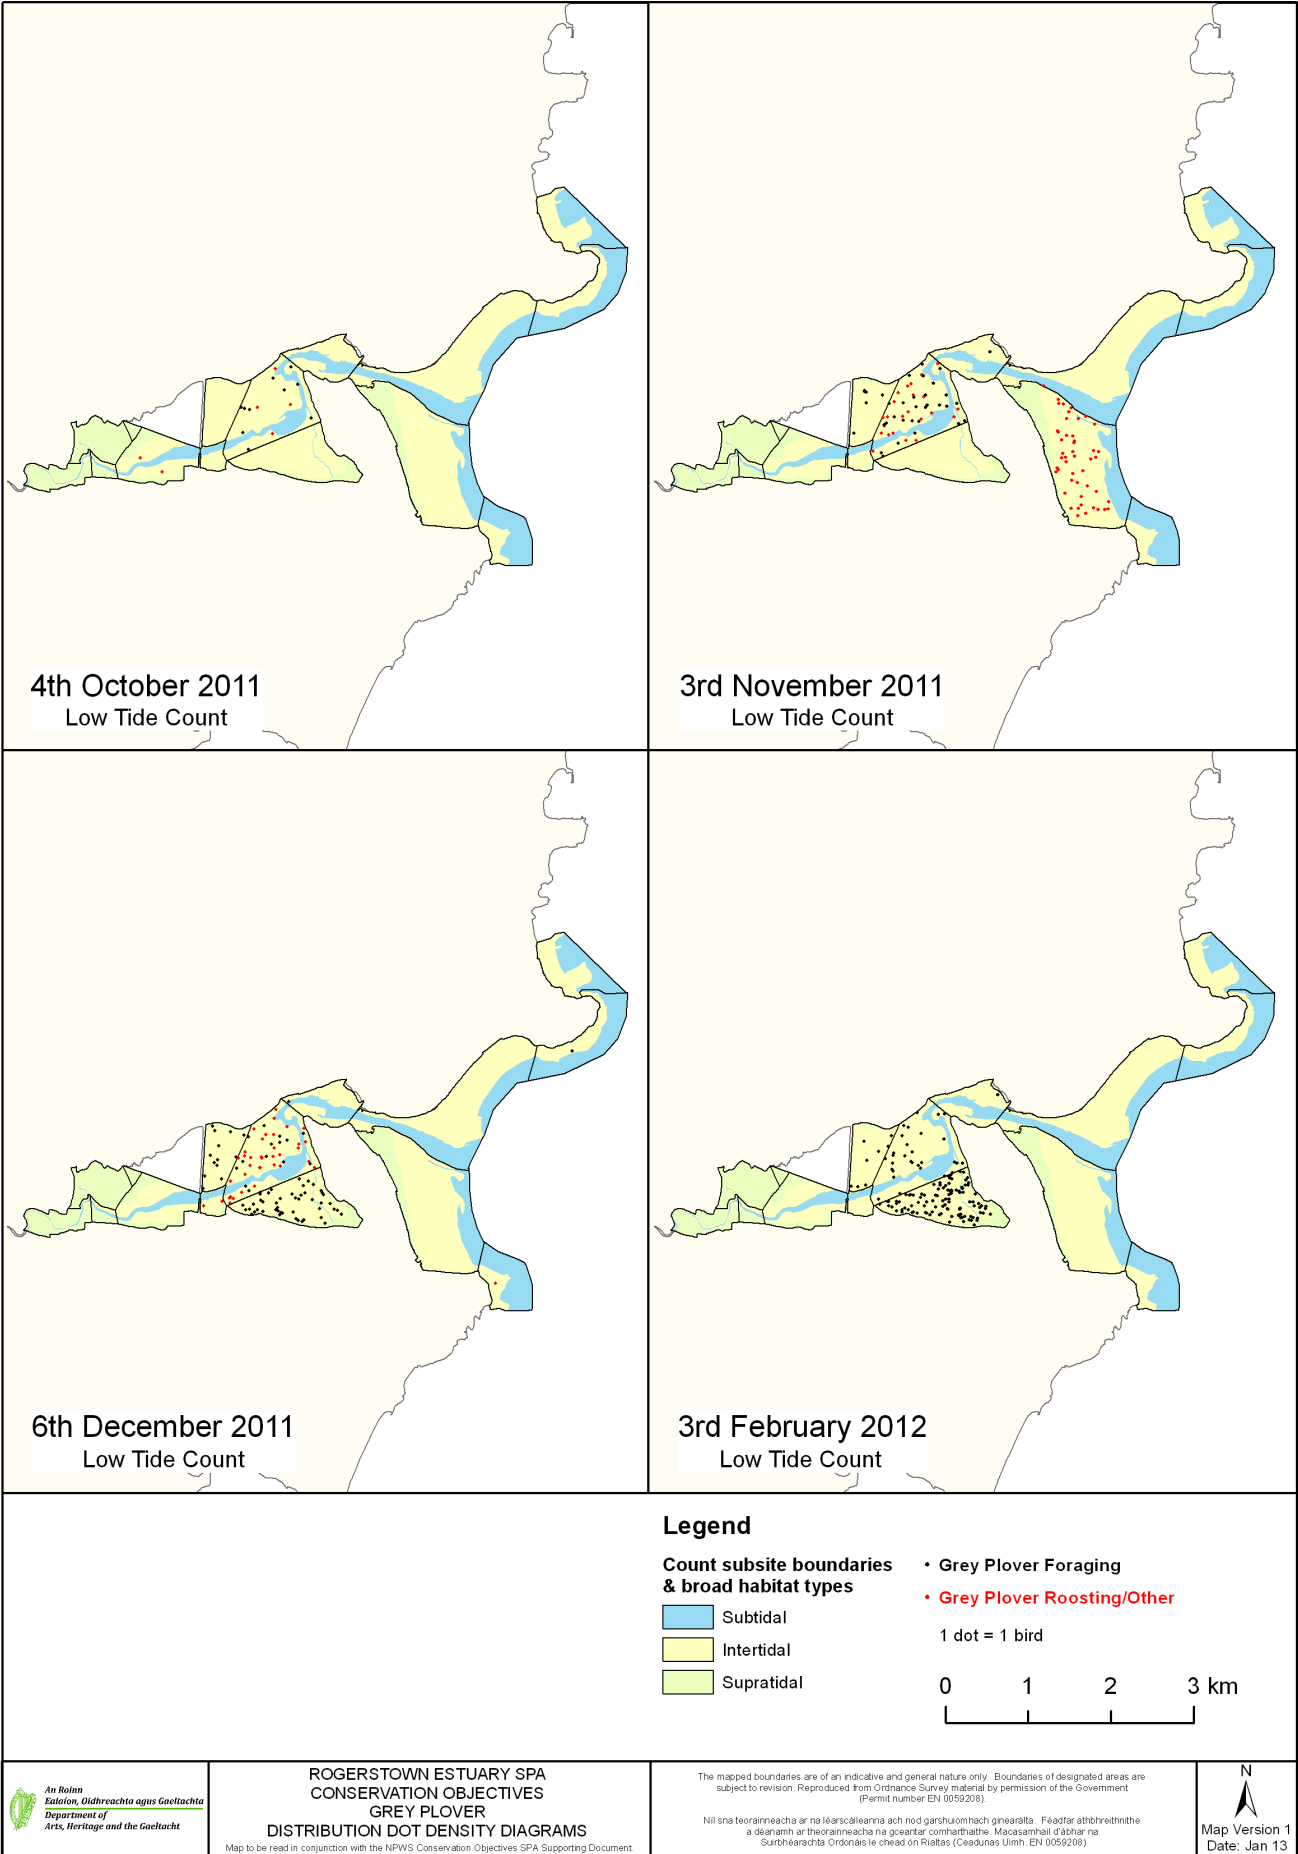 4th October 2011
Low Tide Count
3rd November 2011
Low Tide Count
6th December 2011
Low Tide Count
3rd February 2012
Low Tide Count
Legend
Count subsite boundaries
& broad habitat types
Subtidal
Intertidal
Supratidal
Grey Plover Foraging
Grey Plover Roosting/Other
1 dot = 1 bird
0 1 2 3 km
An Roinn
Ealaíon, Oidhreachta agus Gaeltachta
Department of
Arts, Heritage and the Gaeltacht
ROGERSTOWN ESTUARY SPA
CONSERVATION OBJECTIVES
GREY PLOVER
DISTRIBUTION DOT DENSITY DIAGRAMS
Map to be read in conjunction with the NPWS Conservation Objectives SPA Supporting Document.
The mapped boundaries are of an indicative and general nature only. Boundaries of designated areas are
subject to revision. Reproduced from Ordnance Survey material by permission of the Government
(Permit number EN 0059208).
Níl sna teorainneacha ar na léarscáileanna ach nod garshuiomhach ginearálta. Féadfar athbhreithnithe
a déanamh ar theorainneacha na gceantar comharthaithe. Macasamhail d'ábhar na
Suirbhéarachta Ordonáis le chead ón Rialtas (Ceadunas Uimh. EN 0059208)
N
Map Version 1
Date: Jan 13